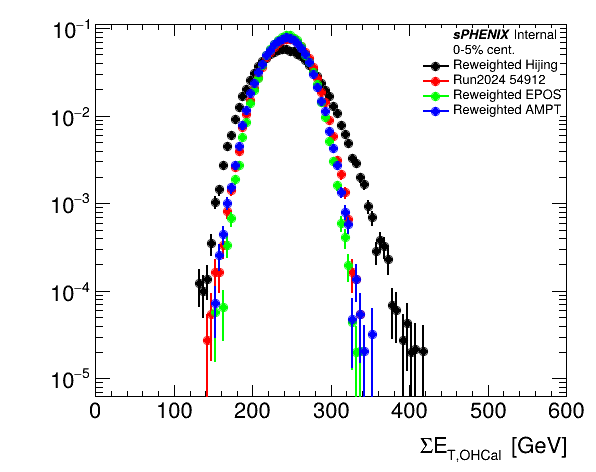 sPHENIX Internal
0-5% cent.
Reweighted Hijing
Run2024 54912
Reweighted EPOS
Reweighted AMPT
10⁻¹
10⁻²
10⁻³
10⁻⁴
10⁻⁵
0 100 200 300 400 500 600
ΣE_T,OHCal [GeV]